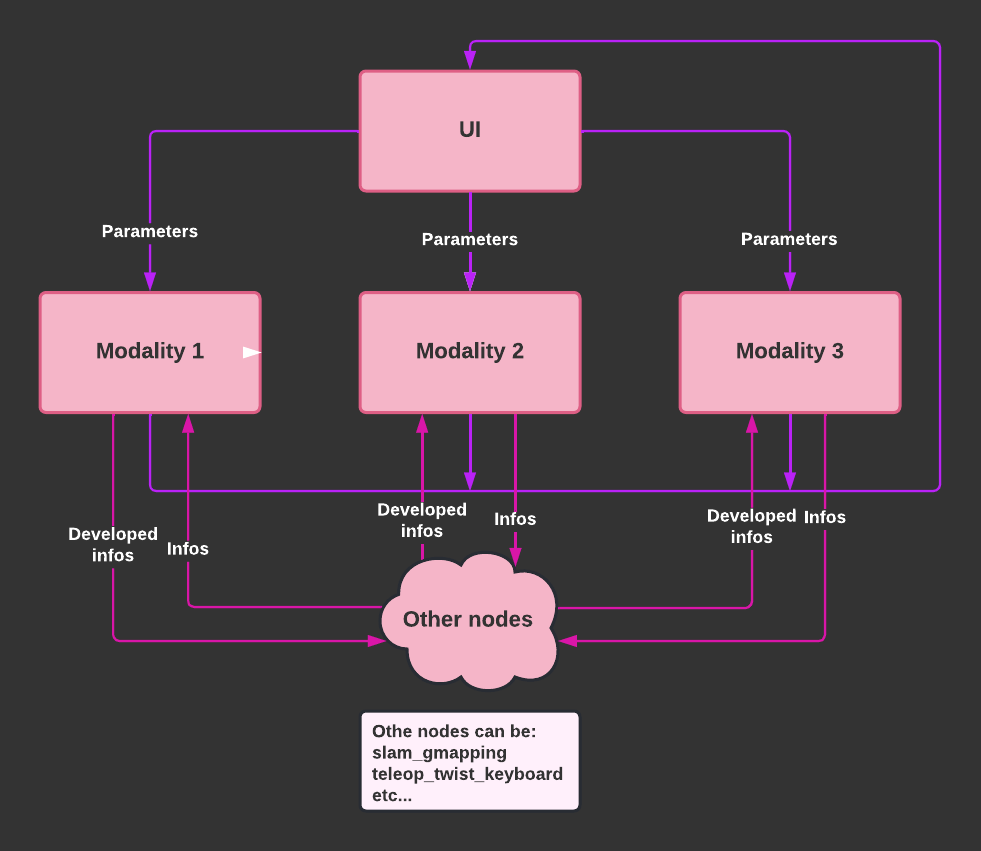 UI
Parameters
Parameters
Parameters
Modality 1
Modality 2
Modality 3
Developed
infos
Infos
Developed
infos
Infos
Developed
infos
Infos
Other nodes
Othe nodes can be:
slam_gmapping
teleop_twist_keyboard
etc...